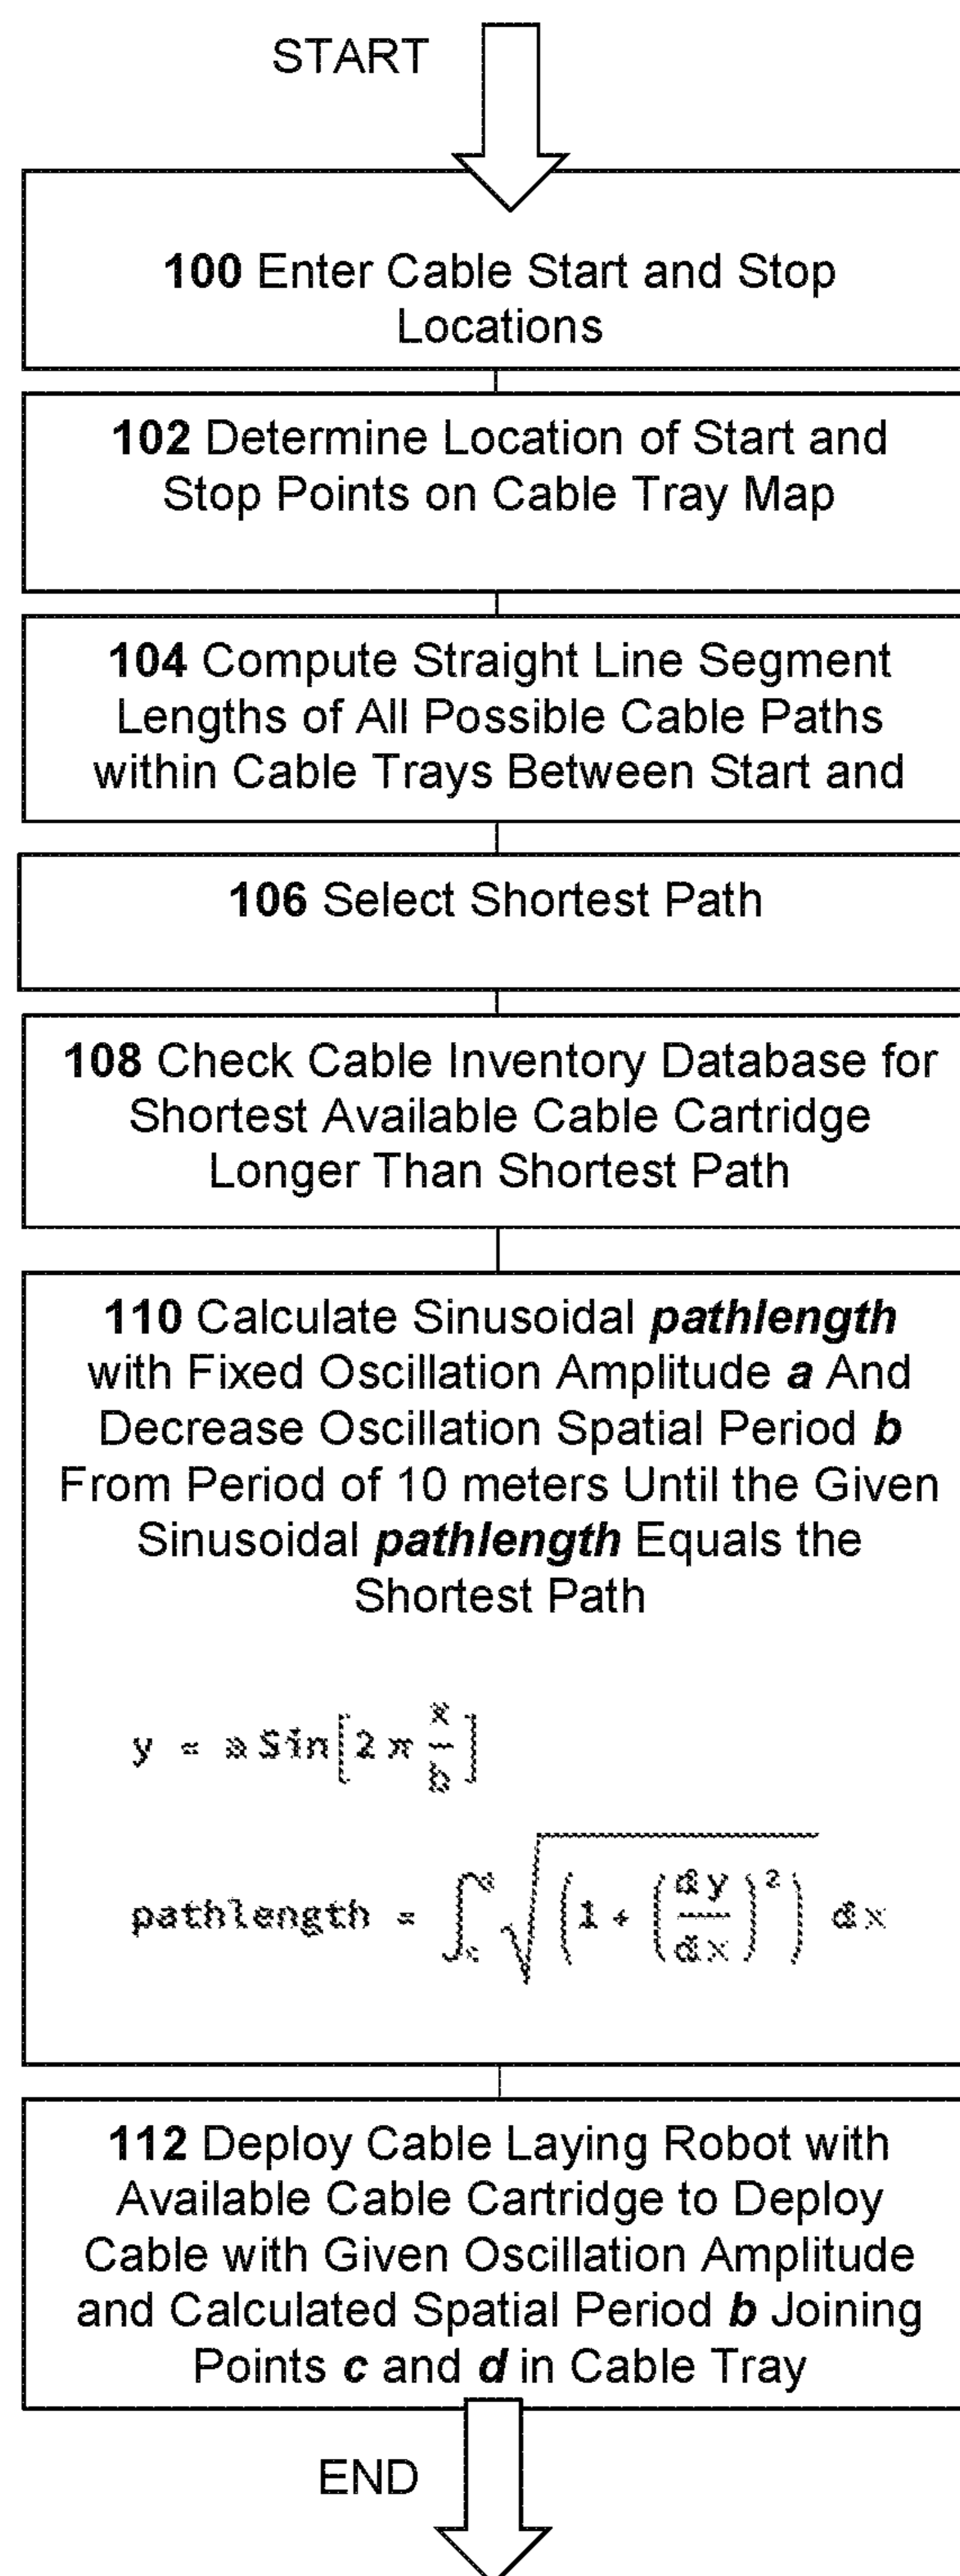 START
100 Enter Cable Start and Stop
Locations
102 Determine Location of Start and
Stop Points on Cable Tray Map
104 Compute Straight Line Segment
Lengths of All Possible Cable Paths
within Cable Trays Between Start and
106 Select Shortest Path
108 Check Cable Inventory Database for
Shortest Available Cable Cartridge
Longer Than Shortest Path
110 Calculate Sinusoidal pathlength
with Fixed Oscillation Amplitude a And
Decrease Oscillation Spatial Period b
From Period of 10 meters Until the Given
Sinusoidal pathlength Equals the
Shortest Path
y = a Sin[2 π x/b]
pathlength = ∫_c^d √(1 + (dy/dx)²) dx
112 Deploy Cable Laying Robot with
Available Cable Cartridge to Deploy
Cable with Given Oscillation Amplitude
and Calculated Spatial Period b Joining
Points c and d in Cable Tray
END